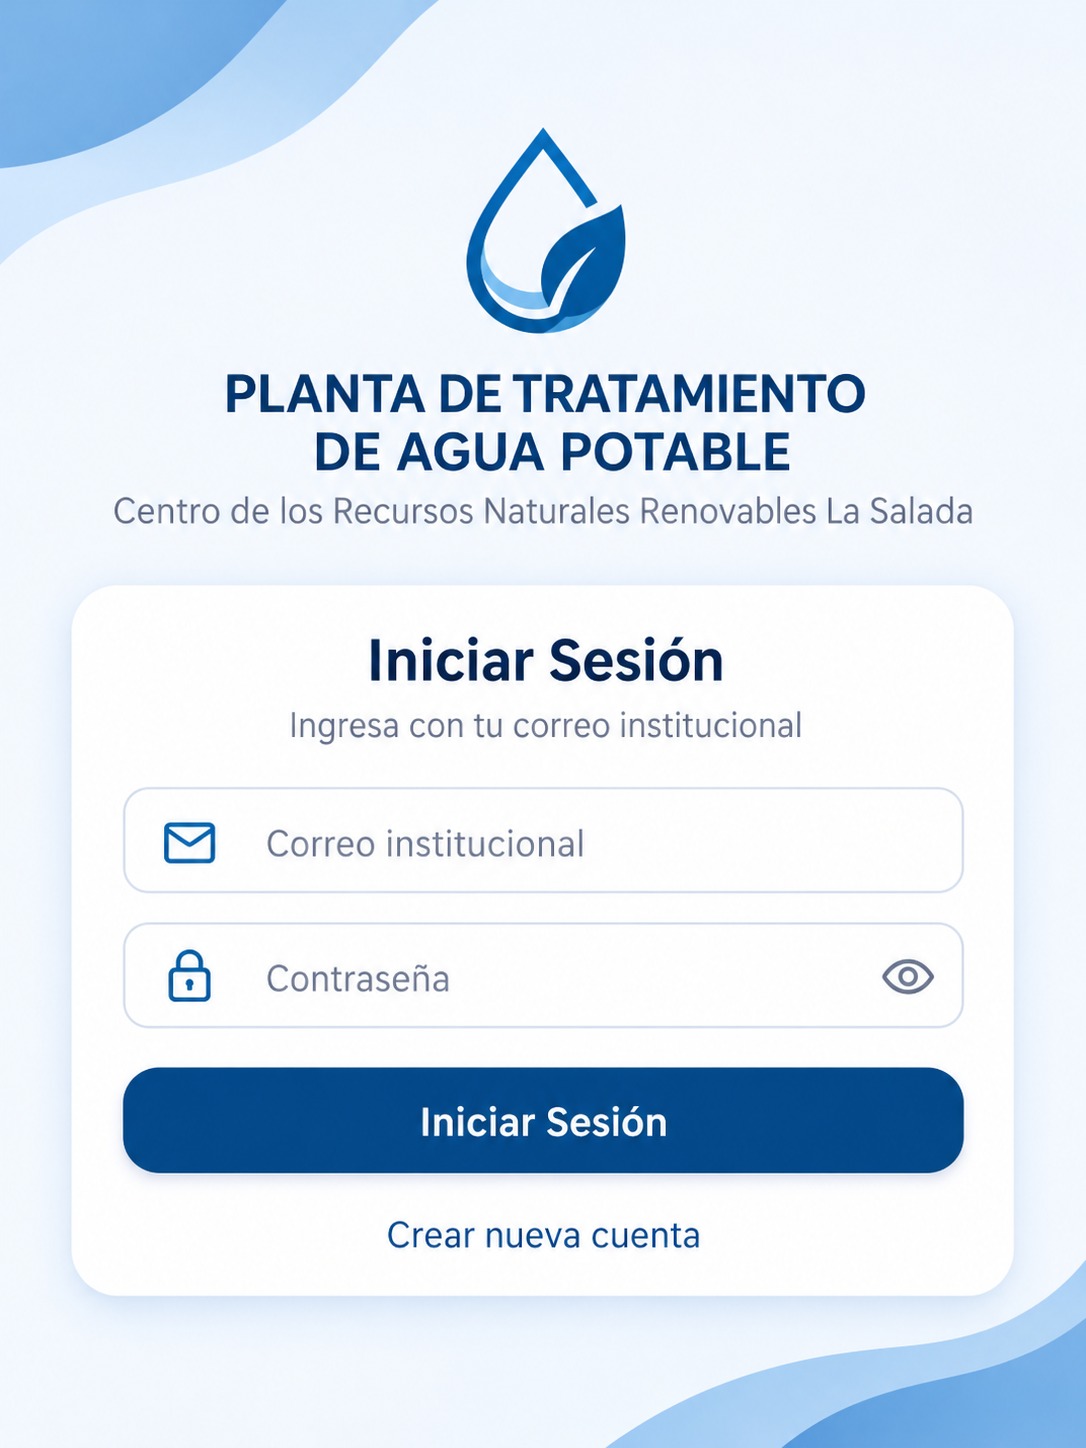 PLANTA DE TRATAMIENTO
DE AGUA POTABLE
Centro de los Recursos Naturales Renovables La Salada
Iniciar Sesión
Ingresa con tu correo institucional
Correo institucional
Contraseña
Iniciar Sesión
Crear nueva cuenta